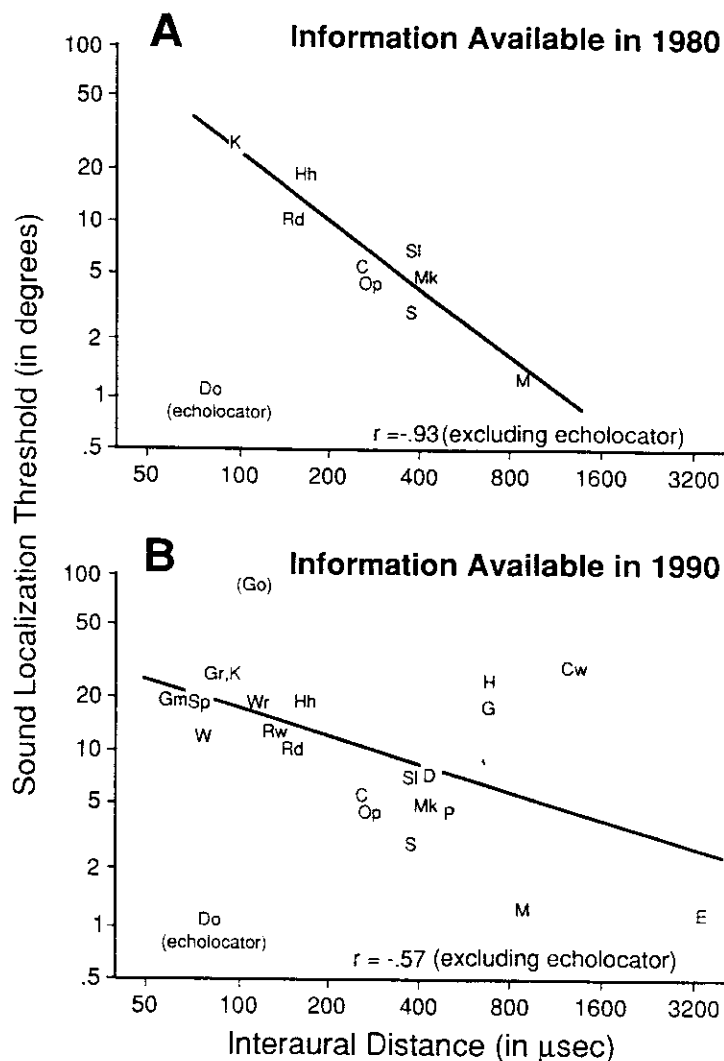 A Information Available in 1980
100
50
20
10
5
2
1
.5
K
Hh
Rd
C
Op
Sl
Mk
S
M
Do
(echolocator)
r =-.93 (excluding echolocator)
50 100 200 400 800 1600 3200
Sound Localization Threshold (in degrees)
B Information Available in 1990
100
50
20
10
5
2
1
.5
(Go)
Gr,K
Gm Sp
W
Wr
Hh
Rw
Rd
C
Op
Sl D
Mk P
S
H
G
Cw
M
E
Do
(echolocator)
r = -.57 (excluding echolocator)
50 100 200 400 800 1600 3200
Interaural Distance (in μsec)